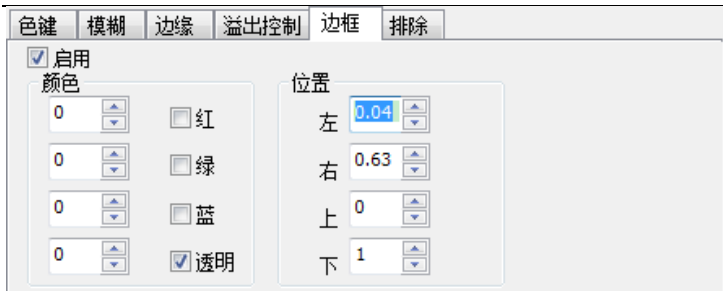 色键 模糊 边缘 溢出控制 边框 排除
启用
颜色 位置
0 红 左 0.04
0 绿 右 0.63
0 蓝 上 0
0 透明 下 1